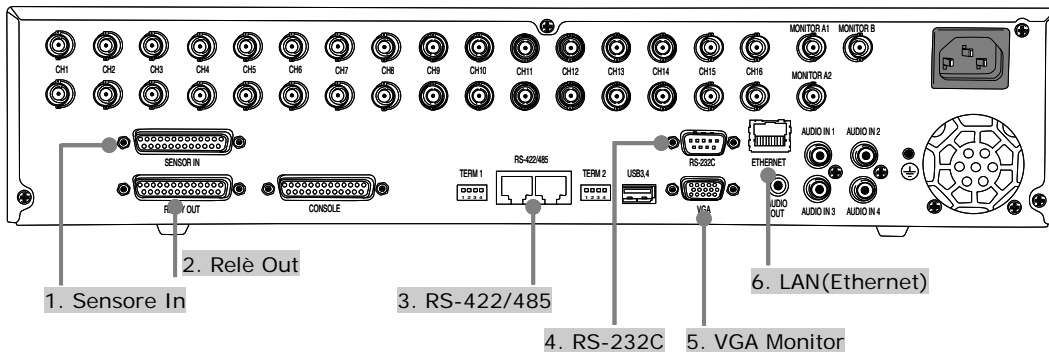 MONITOR A1 MONITOR B
CH1 CH2 CH3 CH4 CH5 CH6 CH7 CH8 CH9 CH10 CH11 CH12 CH13 CH14 CH15 CH16
MONITOR A2
SENSOR IN
RS-422/485
RS-232C
ETHERNET
AUDIO IN 1 AUDIO IN 2
TERM 1
1 2 3 4
TERM 2
1 2 3 4
USB3,4
RELAY OUT
CONSOLE
VGA
AUDIO OUT
AUDIO IN 3 AUDIO IN 4
2. Relè Out
1. Sensore In
3. RS-422/485
6. LAN(Ethernet)
4. RS-232C
5. VGA Monitor